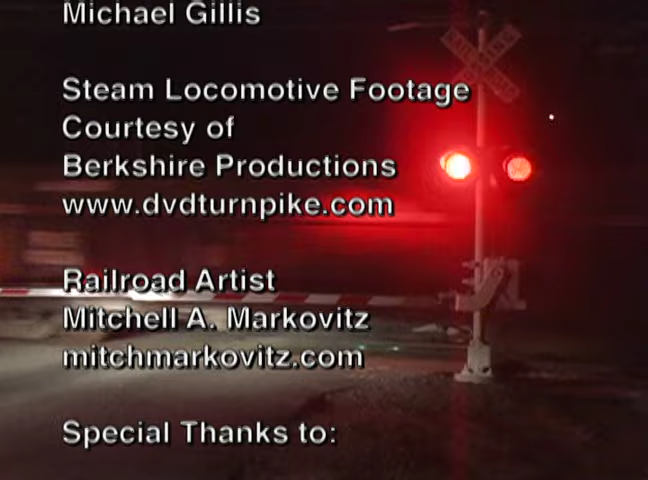 Michael Gillis
Steam Locomotive Footage
Courtesy of
Berkshire Productions
www.dvdturnpike.com
Railroad Artist
Mitchell A. Markovitz
mitchmarkovitz.com
Special Thanks to: